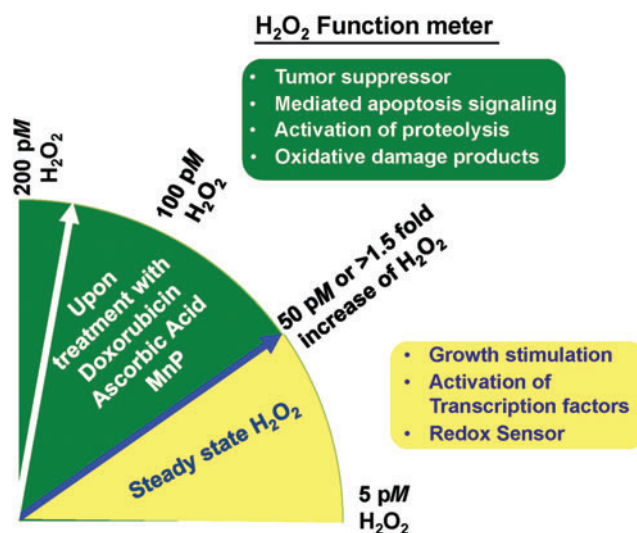 H₂O₂ Function meter
• Tumor suppressor
• Mediated apoptosis signaling
• Activation of proteolysis
• Oxidative damage products
200 pM
H₂O₂
100 pM
H₂O₂
50 pM or >1.5 fold
increase of H₂O₂
Upon
treatment with
Doxorubicin
Ascorbic Acid
MnP
• Growth stimulation
• Activation of
Transcription factors
• Redox Sensor
Steady state H₂O₂
5 pM
H₂O₂